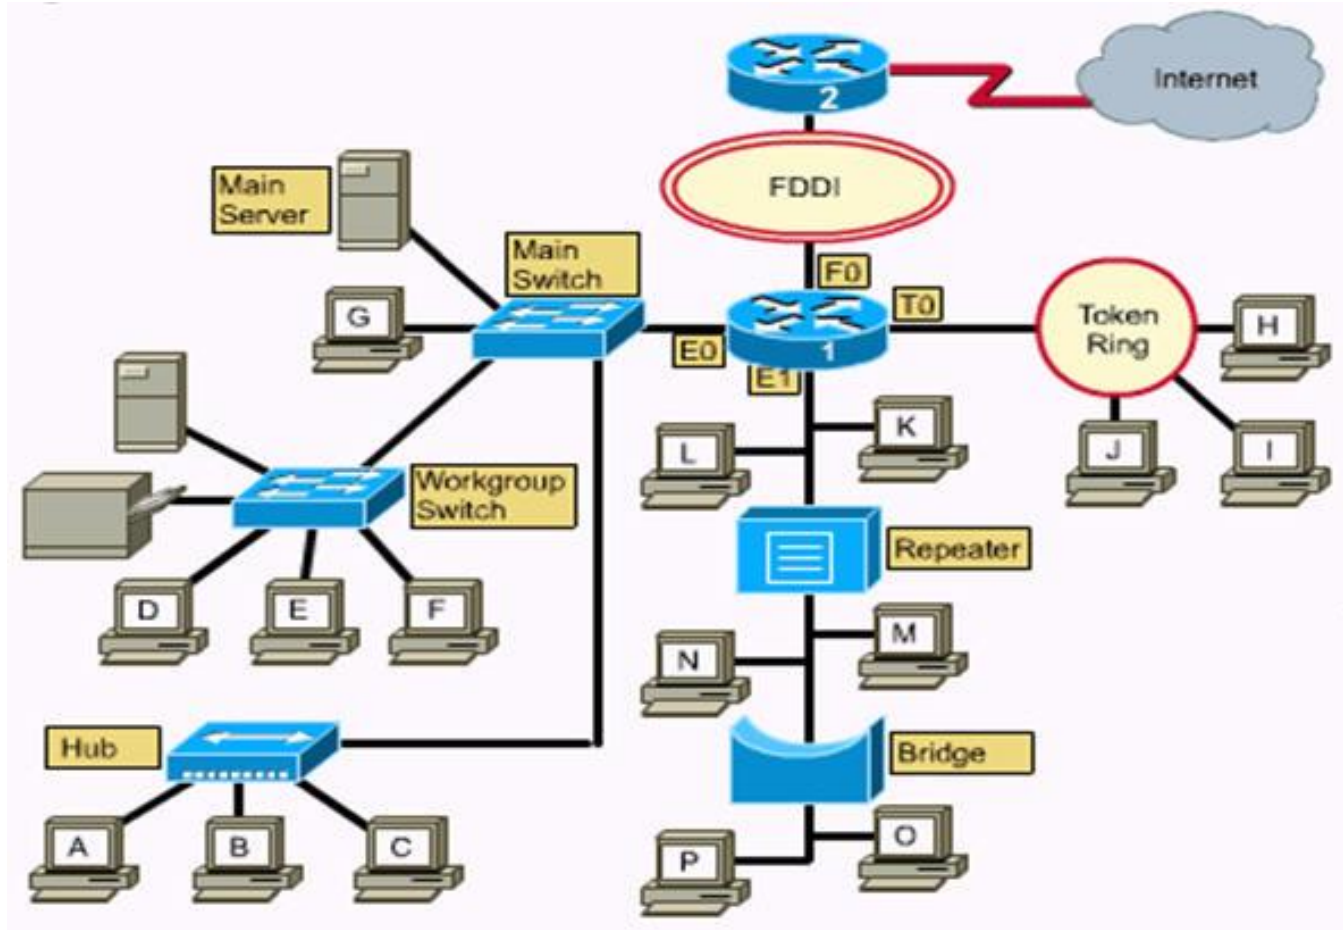 2
Internet
FDDI
Main
Server
Main
Switch
F0
T0
G
E0
1
E1
Token
Ring
H
L
K
J
I
Workgroup
Switch
Repeater
D
E
F
N
M
Hub
Bridge
A
B
C
P
O